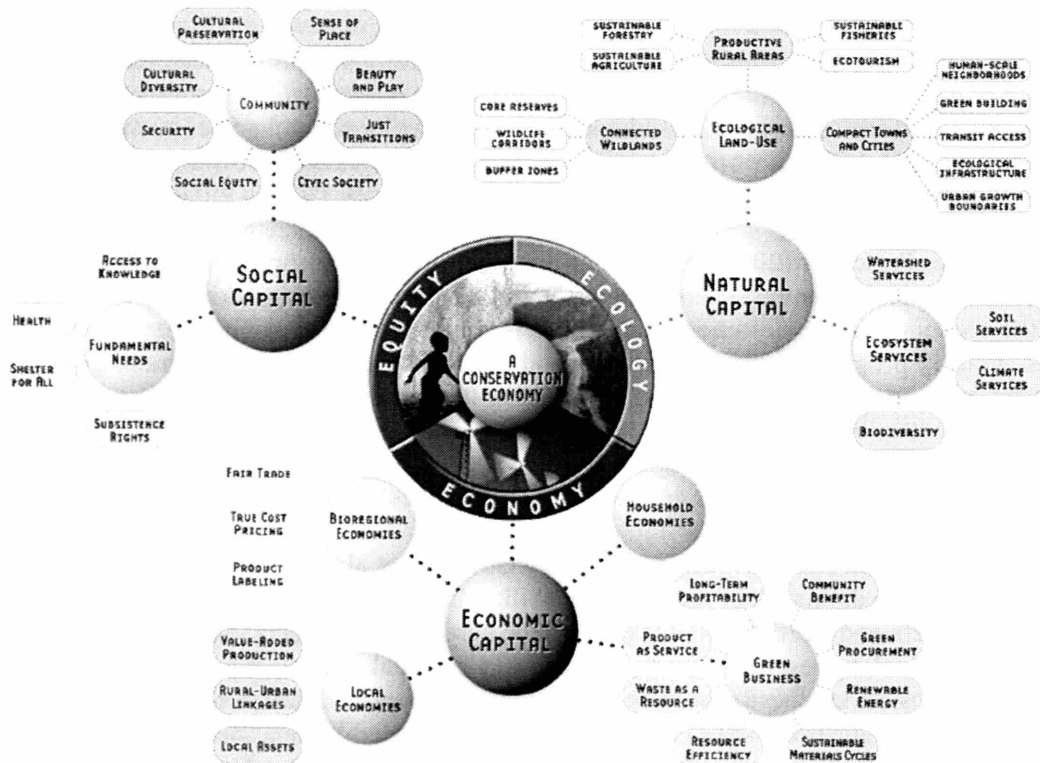 CULTURAL
PRESERVATION
SENSE OF
PLACE
CULTURAL
DIVERSITY
COMMUNITY
BEAUTY
AND PLAY
SECURITY
JUST
TRANSITIONS
SOCIAL EQUITY
CIVIC SOCIETY
SUSTAINABLE
FORESTRY
SUSTAINABLE
AGRICULTURE
PRODUCTIVE
RURAL AREAS
SUSTAINABLE
FISHERIES
ECOTOURISM
CORE RESERVES
WILDLIFE
CORRIDORS
BUFFER ZONES
CONNECTED
WILDLANDS
ECOLOGICAL
LAND-USE
COMPACT TOWNS
AND CITIES
HUMAN-SCALE
NEIGHBORHOODS
GREEN BUILDING
TRANSIT ACCESS
ECOLOGICAL
INFRASTRUCTURE
URBAN GROWTH
BOUNDARIES
ACCESS TO
KNOWLEDGE
SOCIAL
CAPITAL
HEALTH
FUNDAMENTAL
NEEDS
SHELTER
FOR ALL
SUBSISTENCE
RIGHTS
EQUITY
ECOLOGY
A
CONSERVATION
ECONOMY
ECONOMY
NATURAL
CAPITAL
WATERSHED
SERVICES
ECOSYSTEM
SERVICES
SOIL
SERVICES
CLIMATE
SERVICES
BIODIVERSITY
FAIR TRADE
TRUE COST
PRICING
PRODUCT
LABELING
BIOREGIONAL
ECONOMIES
HOUSEHOLD
ECONOMIES
ECONOMIC
CAPITAL
VALUE-ADDED
PRODUCTION
RURAL-URBAN
LINKAGES
LOCAL ASSETS
LOCAL
ECONOMIES
LONG-TERM
PROFITABILITY
COMMUNITY
BENEFIT
PRODUCT
AS SERVICE
GREEN
PROCUREMENT
GREEN
BUSINESS
WASTE AS A
RESOURCE
RENEWABLE
ENERGY
RESOURCE
EFFICIENCY
SUSTAINABLE
MATERIALS CYCLES